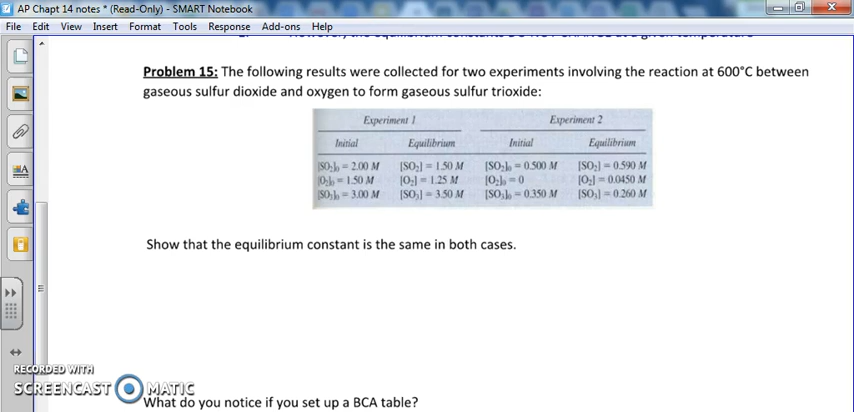 AP Chapt 14 notes * (Read-Only) - SMART Notebook
File Edit View Insert Format Tools Response Add-ons Help
Problem 15: The following results were collected for two experiments involving the reaction at 600°C between
gaseous sulfur dioxide and oxygen to form gaseous sulfur trioxide:
Experiment 1 Experiment 2
Initial Equilibrium Initial Equilibrium
[SO₂]₀ = 2.00 M [SO₂] = 1.50 M [SO₂]₀ = 0.500 M [SO₂] = 0.590 M
[O₂]₀ = 1.50 M [O₂] = 1.25 M [O₂]₀ = 0 [O₂] = 0.0450 M
[SO₃]₀ = 3.00 M [SO₃] = 3.50 M [SO₃]₀ = 0.350 M [SO₃] = 0.260 M
Show that the equilibrium constant is the same in both cases.
RECORDED WITH
SCREENCAST MATIC
What do you notice if you set up a BCA table?